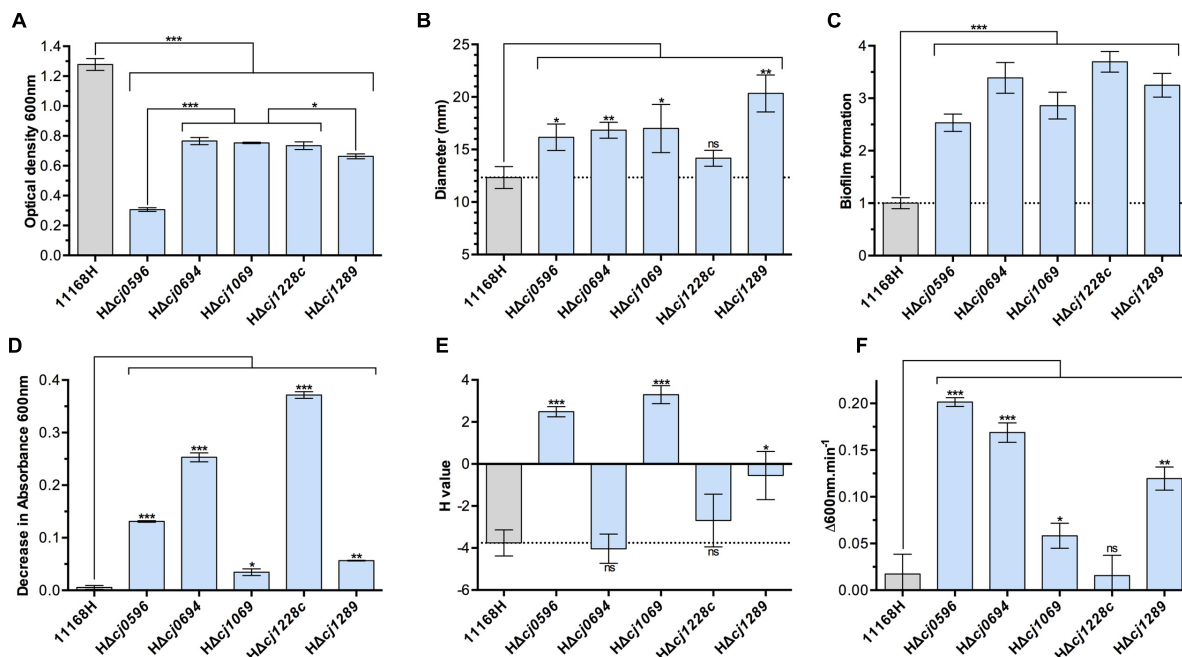 A
Optical density 600nm
1.4
1.2
1.0
0.8
0.6
0.4
0.2
0.0
***
***
*
11168H
HΔcj0596
HΔcj0694
HΔcj1069
HΔcj1228c
HΔcj1289
B
Diameter (mm)
25
20
15
10
5
*
**
*
ns
**
11168H
HΔcj0596
HΔcj0694
HΔcj1069
HΔcj1228c
HΔcj1289
C
Biofilm formation
4
3
2
1
0
***
11168H
HΔcj0596
HΔcj0694
HΔcj1069
HΔcj1228c
HΔcj1289
D
Decrease in Absorbance 600nm
0.4
0.3
0.2
0.1
0.0
***
***
*
***
**
11168H
HΔcj0596
HΔcj0694
HΔcj1069
HΔcj1228c
HΔcj1289
E
H value
4
2
0
-2
-4
-6
***
ns
***
ns
*
11168H
HΔcj0596
HΔcj0694
HΔcj1069
HΔcj1228c
HΔcj1289
F
Δ600nm.min-1
0.20
0.15
0.10
0.05
0.00
***
***
*
ns
**
11168H
HΔcj0596
HΔcj0694
HΔcj1069
HΔcj1228c
HΔcj1289